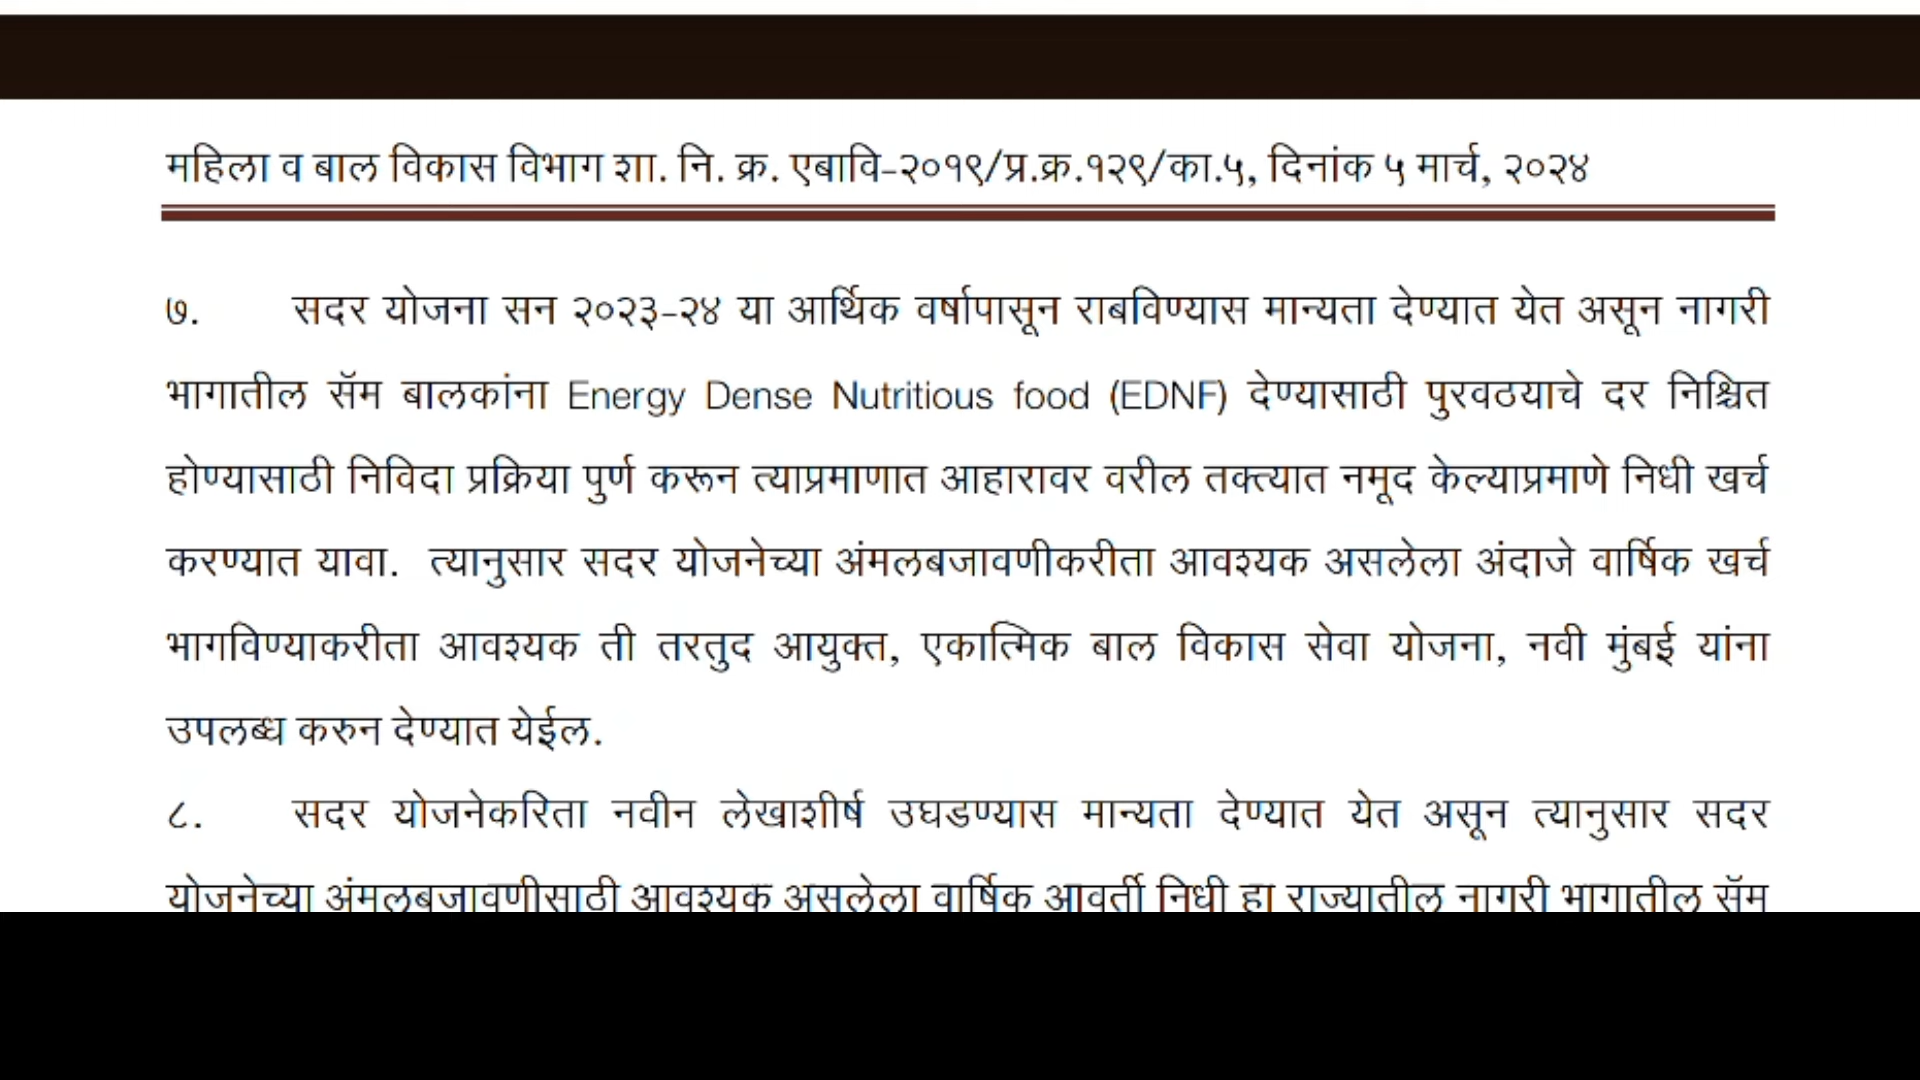 महिला व बाल विकास विभाग शा. नि. क्र. एबावि-२०१९/प्र.क्र.१२९/का.५, दिनांक ५ मार्च, २०२४
७. सदर योजना सन २०२३-२४ या आर्थिक वर्षापासून राबविण्यास मान्यता देण्यात येत असून नागरी
भागातील सॅम बालकांना Energy Dense Nutritious food (EDNF) देण्यासाठी पुरवठयाचे दर निश्चित
होण्यासाठी निविदा प्रक्रिया पुर्ण करून त्याप्रमाणात आहारावर वरील तक्त्यात नमूद केल्याप्रमाणे निधी खर्च
करण्यात यावा. त्यानुसार सदर योजनेच्या अंमलबजावणीकरीता आवश्यक असलेला अंदाजे वार्षिक खर्च
भागविण्याकरीता आवश्यक ती तरतुद आयुक्त, एकात्मिक बाल विकास सेवा योजना, नवी मुंबई यांना
उपलब्ध करुन देण्यात येईल.
८. सदर योजनेकरिता नवीन लेखाशीर्ष उघडण्यास मान्यता देण्यात येत असून त्यानुसार सदर
योजनेच्या अंमलबजावणीसाठी आवश्यक असलेला वार्षिक आवर्ती निधी हा राज्यातील नागरी भागातील सॅम